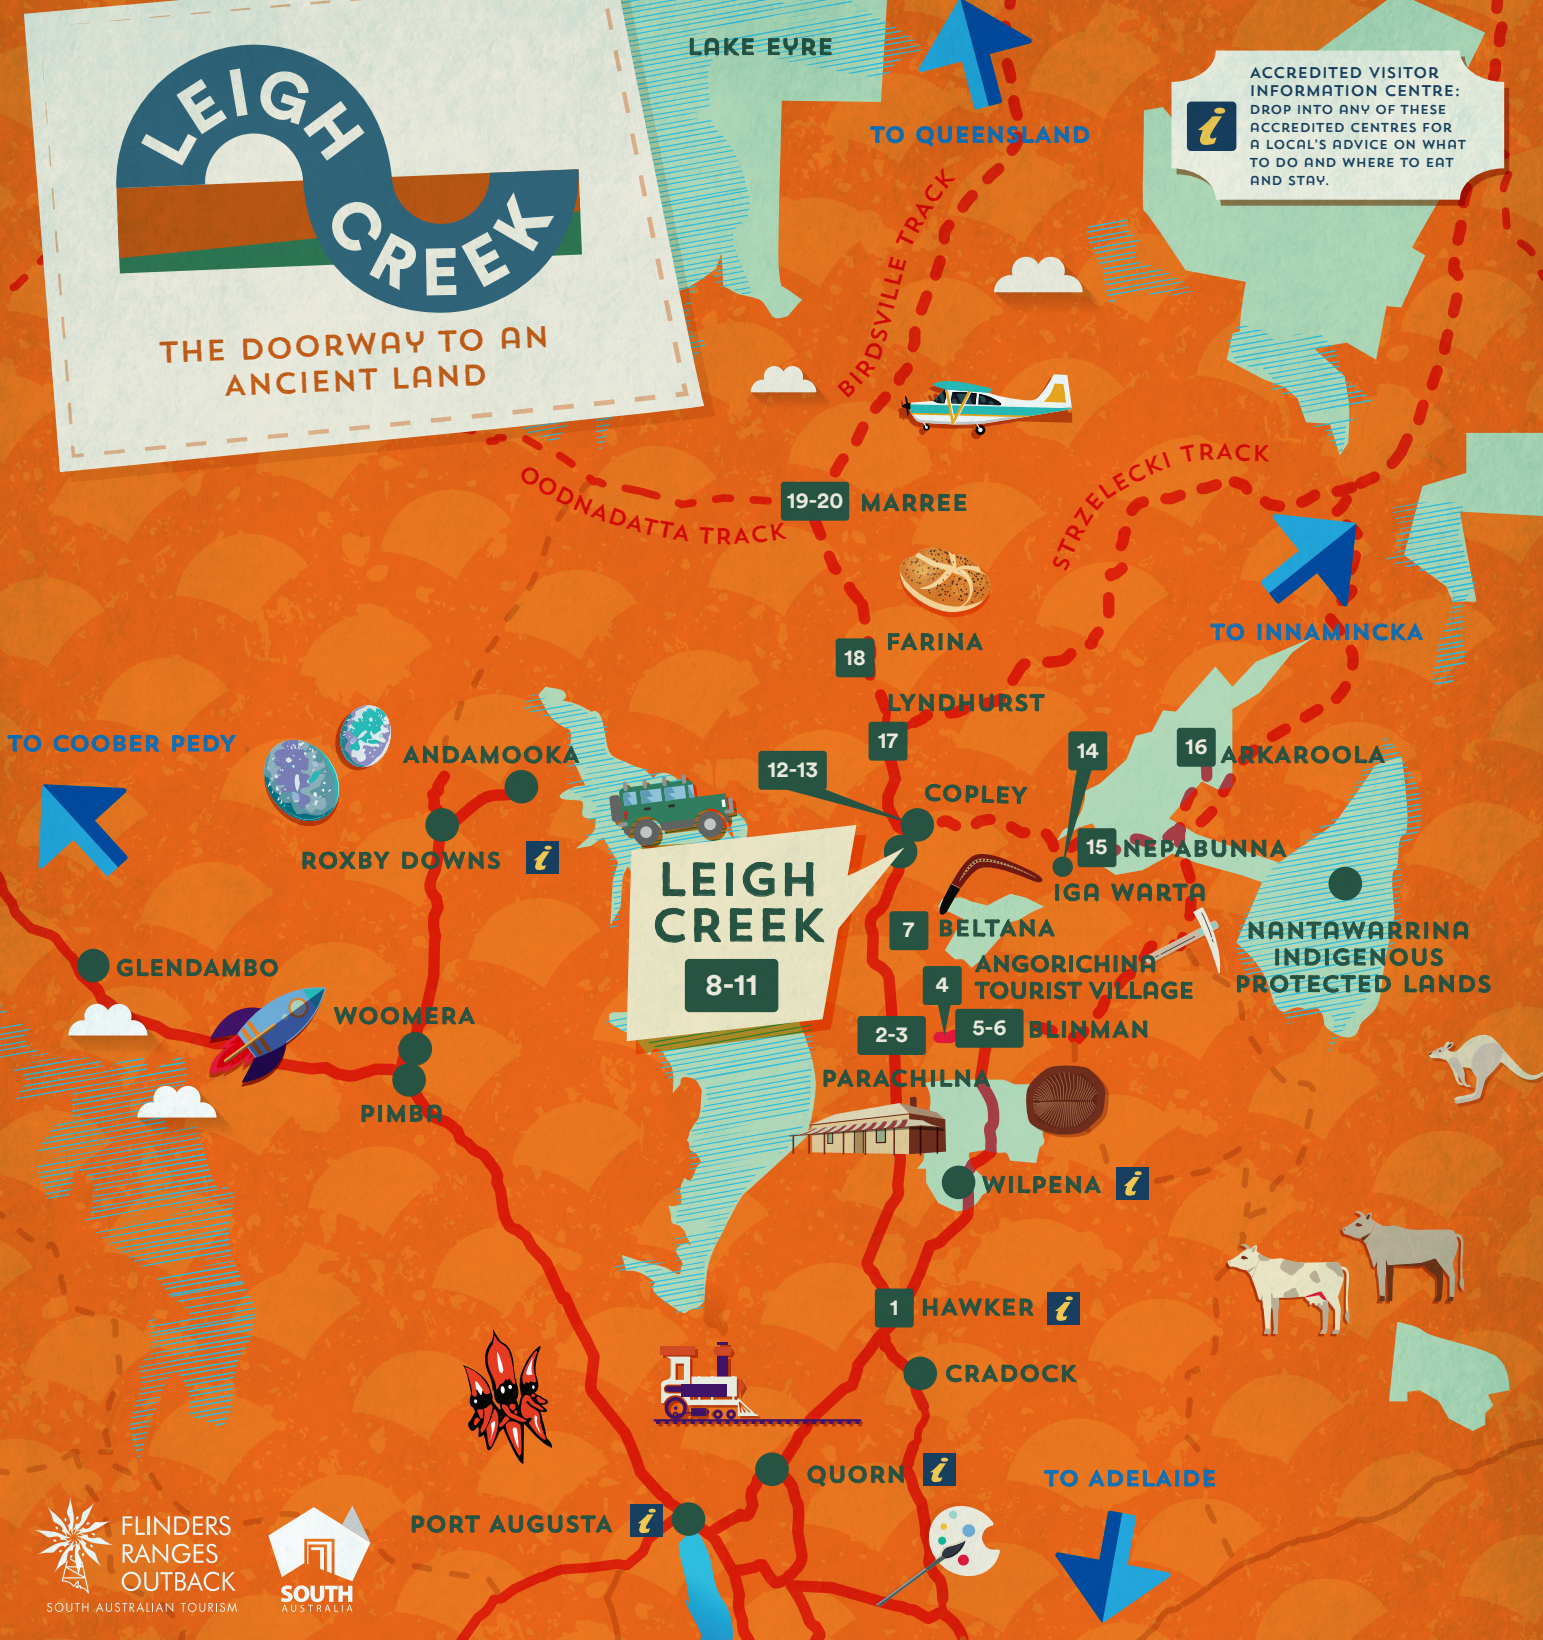 LAKE EYRE
LEIGH
CREEK
THE DOORWAY TO AN
ANCIENT LAND
ACCREDITED VISITOR
INFORMATION CENTRE:
DROP INTO ANY OF THESE
ACCREDITED CENTRES FOR
A LOCAL'S ADVICE ON WHAT
TO DO AND WHERE TO EAT
AND STAY.
i
TO QUEENSLAND
BIRDSVILLE TRACK
STRZELECKI TRACK
OODNADATTA TRACK
19-20 MARREE
TO INNAMINCKA
18 FARINA
LYNDHURST
17
TO COOBER PEDY
ANDAMOOKA
12-13
14
16 ARKAROOLA
COPLEY
ROXBY DOWNS i
15 NEPABUNNA
IGA WARTA
LEIGH
CREEK
8-11
7 BELTANA
NANTAWARRINA
INDIGENOUS
PROTECTED LANDS
GLENDAMBO
4 ANGORICHINA
TOURIST VILLAGE
WOOMERA
2-3
5-6 BLINMAN
PARACHILNA
PIMBA
WILPENA i
1 HAWKER i
CRADOCK
QUORN i
TO ADELAIDE
PORT AUGUSTA i
FLINDERS
RANGES
OUTBACK
SOUTH AUSTRALIAN TOURISM
SOUTH
AUSTRALIA